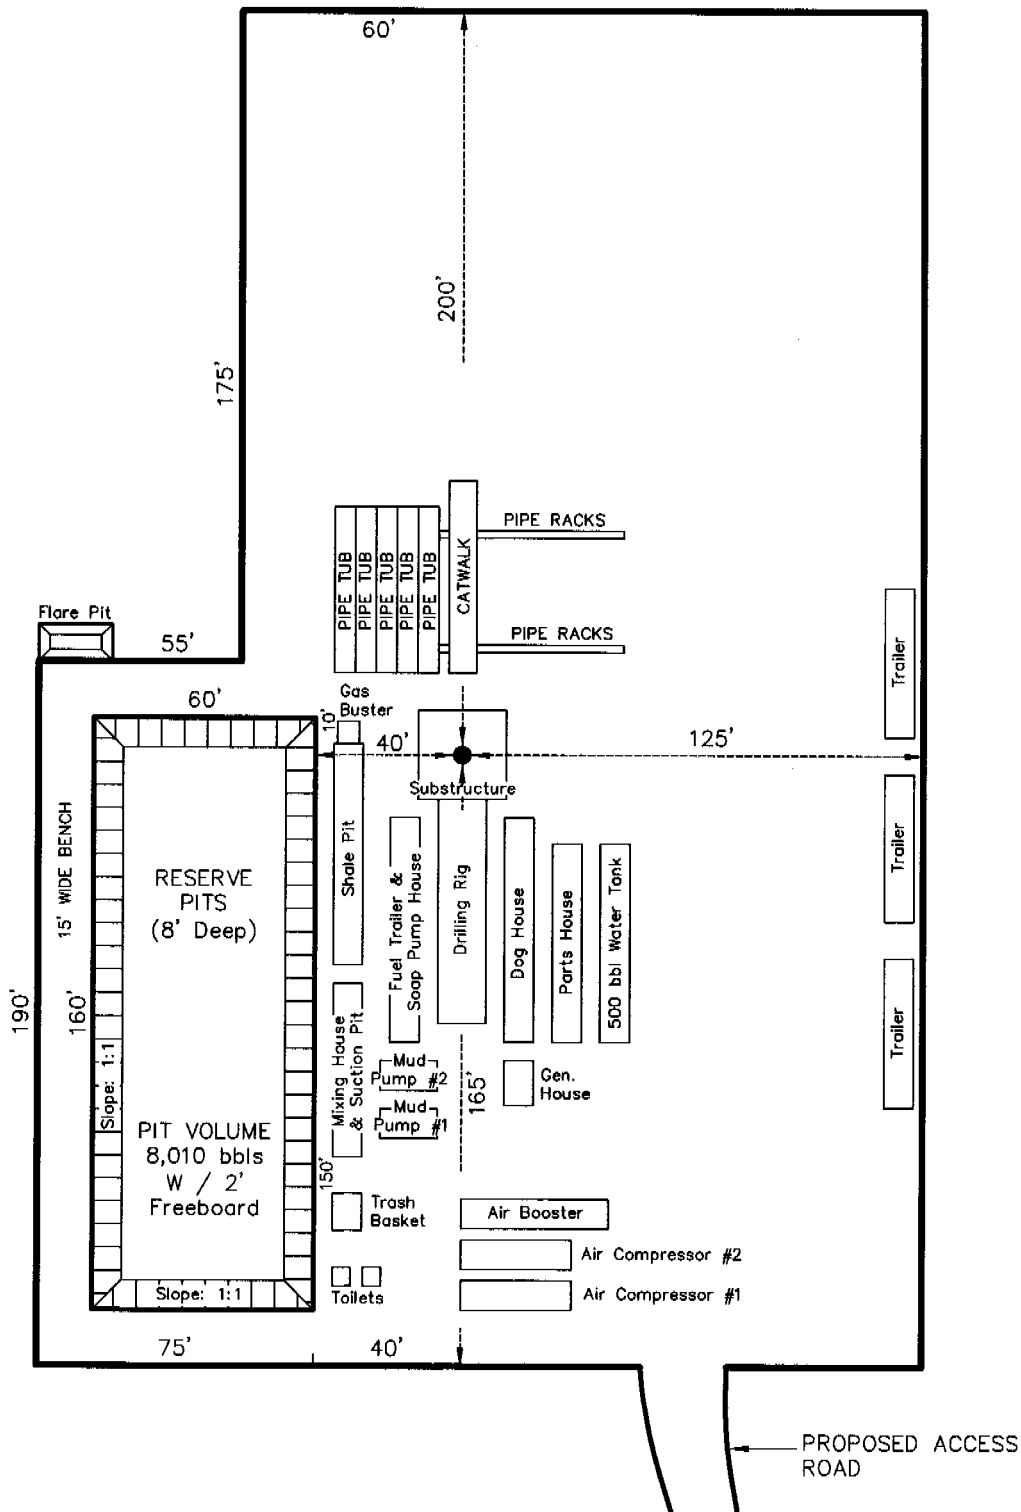 60'
200'
175'
PIPE RACKS
PIPE TUB
PIPE TUB
PIPE TUB
PIPE TUB
PIPE TUB
CATWALK
Flare Pit
55'
PIPE RACKS
Trailer
60'
Gas
Buster
10'
40'
125'
Substructure
15' WIDE BENCH
RESERVE
PITS
(8' Deep)
Shale Pit
Fuel Trailer &
Soap Pump House
Drilling Rig
Dog House
Parts House
500 bbl Water Tank
Trailer
190'
160'
Slope: 1:1
Mixing House
& Suction Pit
Mud
Pump #2
Mud
Pump #1
165'
Gen.
House
Trailer
PIT VOLUME
8,010 bbls
W / 2'
Freeboard
150'
Trash
Basket
Air Booster
Air Compressor #2
Slope: 1:1
Toilets
Air Compressor #1
75'
40'
PROPOSED ACCESS
ROAD